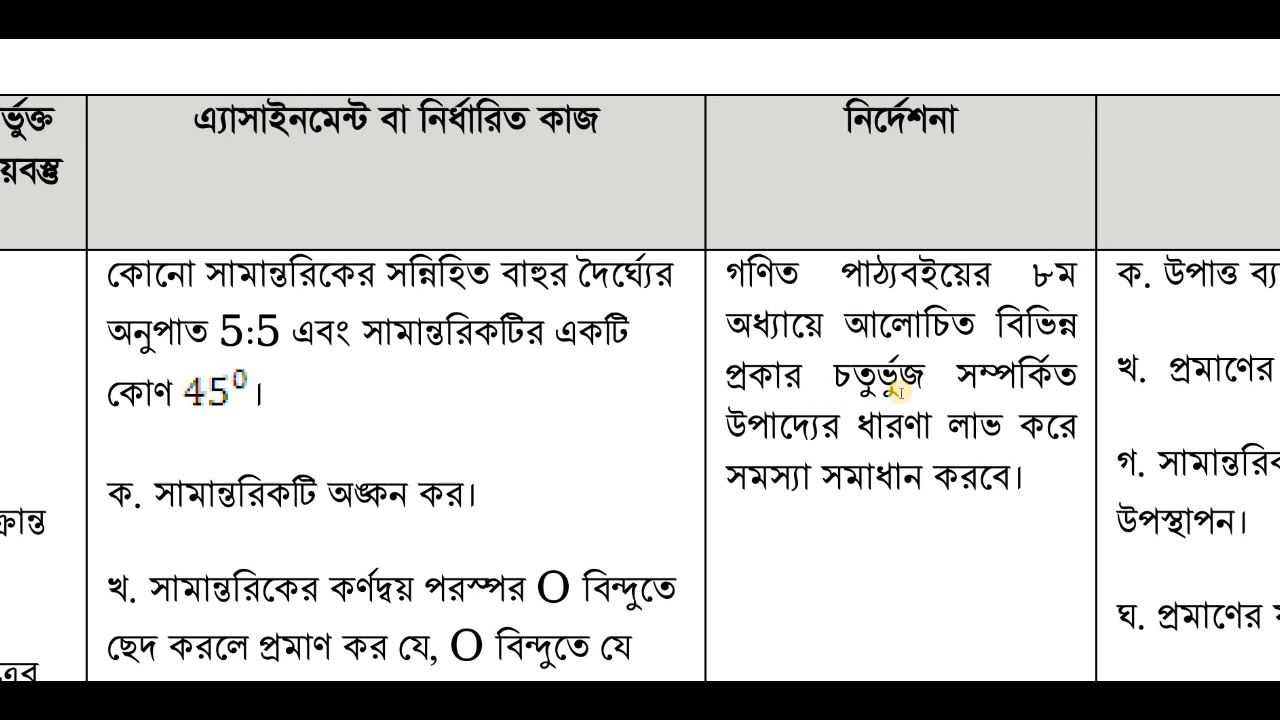 র্ভুক্ত
য়বস্তু
এ্যাসাইনমেন্ট বা নির্ধারিত কাজ
নির্দেশনা
কোনো সামান্তরিকের সন্নিহিত বাহুর দৈর্ঘ্যের
অনুপাত 5:5 এবং সামান্তরিকটির একটি
কোণ 45⁰।
ক. সামান্তরিকটি অঙ্কন কর।
খ. সামান্তরিকের কর্ণদ্বয় পরস্পর O বিন্দুতে
ছেদ করলে প্রমাণ কর যে, O বিন্দুতে যে
গণিত পাঠ্যবইয়ের ৮ম
অধ্যায়ে আলোচিত বিভিন্ন
প্রকার চতুর্ভুজ সম্পর্কিত
উপাদ্যের ধারণা লাভ করে
সমস্যা সমাধান করবে।
ক. উপাত্ত ব্য
খ. প্রমাণের
গ. সামান্তরিক
উপস্থাপন।
ঘ. প্রমাণের
ক্রান্ত